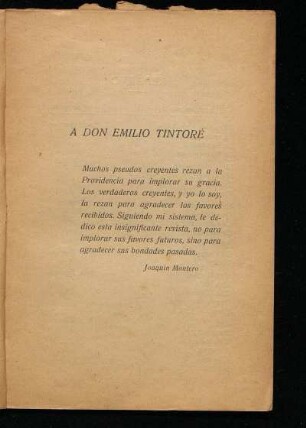 A DON EMILIO TINTORÉ
Muchos pseudos creyentes rezan a la
Providencia para implorar su gracia.
Los verdaderos creyentes, y yo lo soy,
la rezan para agradecer los favores
recibidos. Siguiendo mi sistema, le de-
dico esta insignificante revista, no para
implorar sus favores futuros, sino para
agradecer sus bondades pasadas.
Joaquín Montero